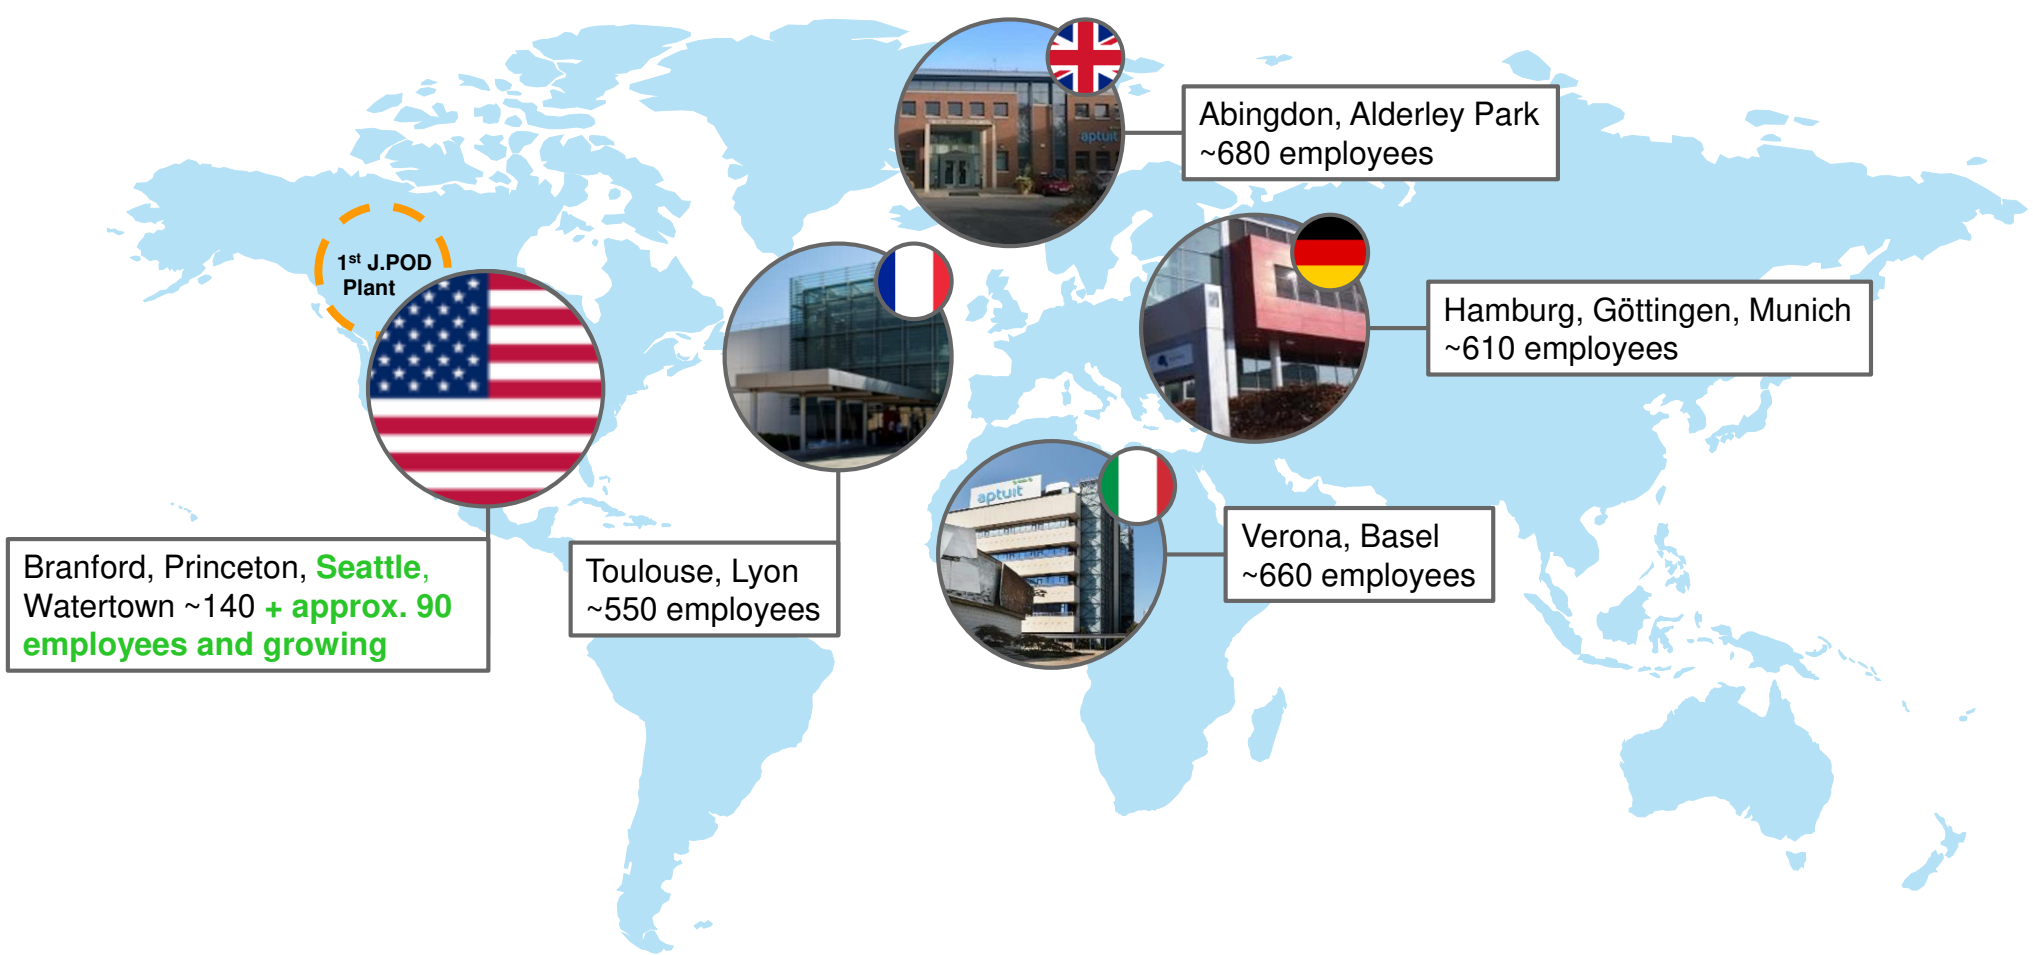 Abingdon, Alderley Park
~680 employees
aptuit
1st J.POD
Plant
Hamburg, Göttingen, Munich
~610 employees
aptuit
Verona, Basel
~660 employees
Branford, Princeton, Seattle,
Watertown ~140 + approx. 90
employees and growing
Toulouse, Lyon
~550 employees